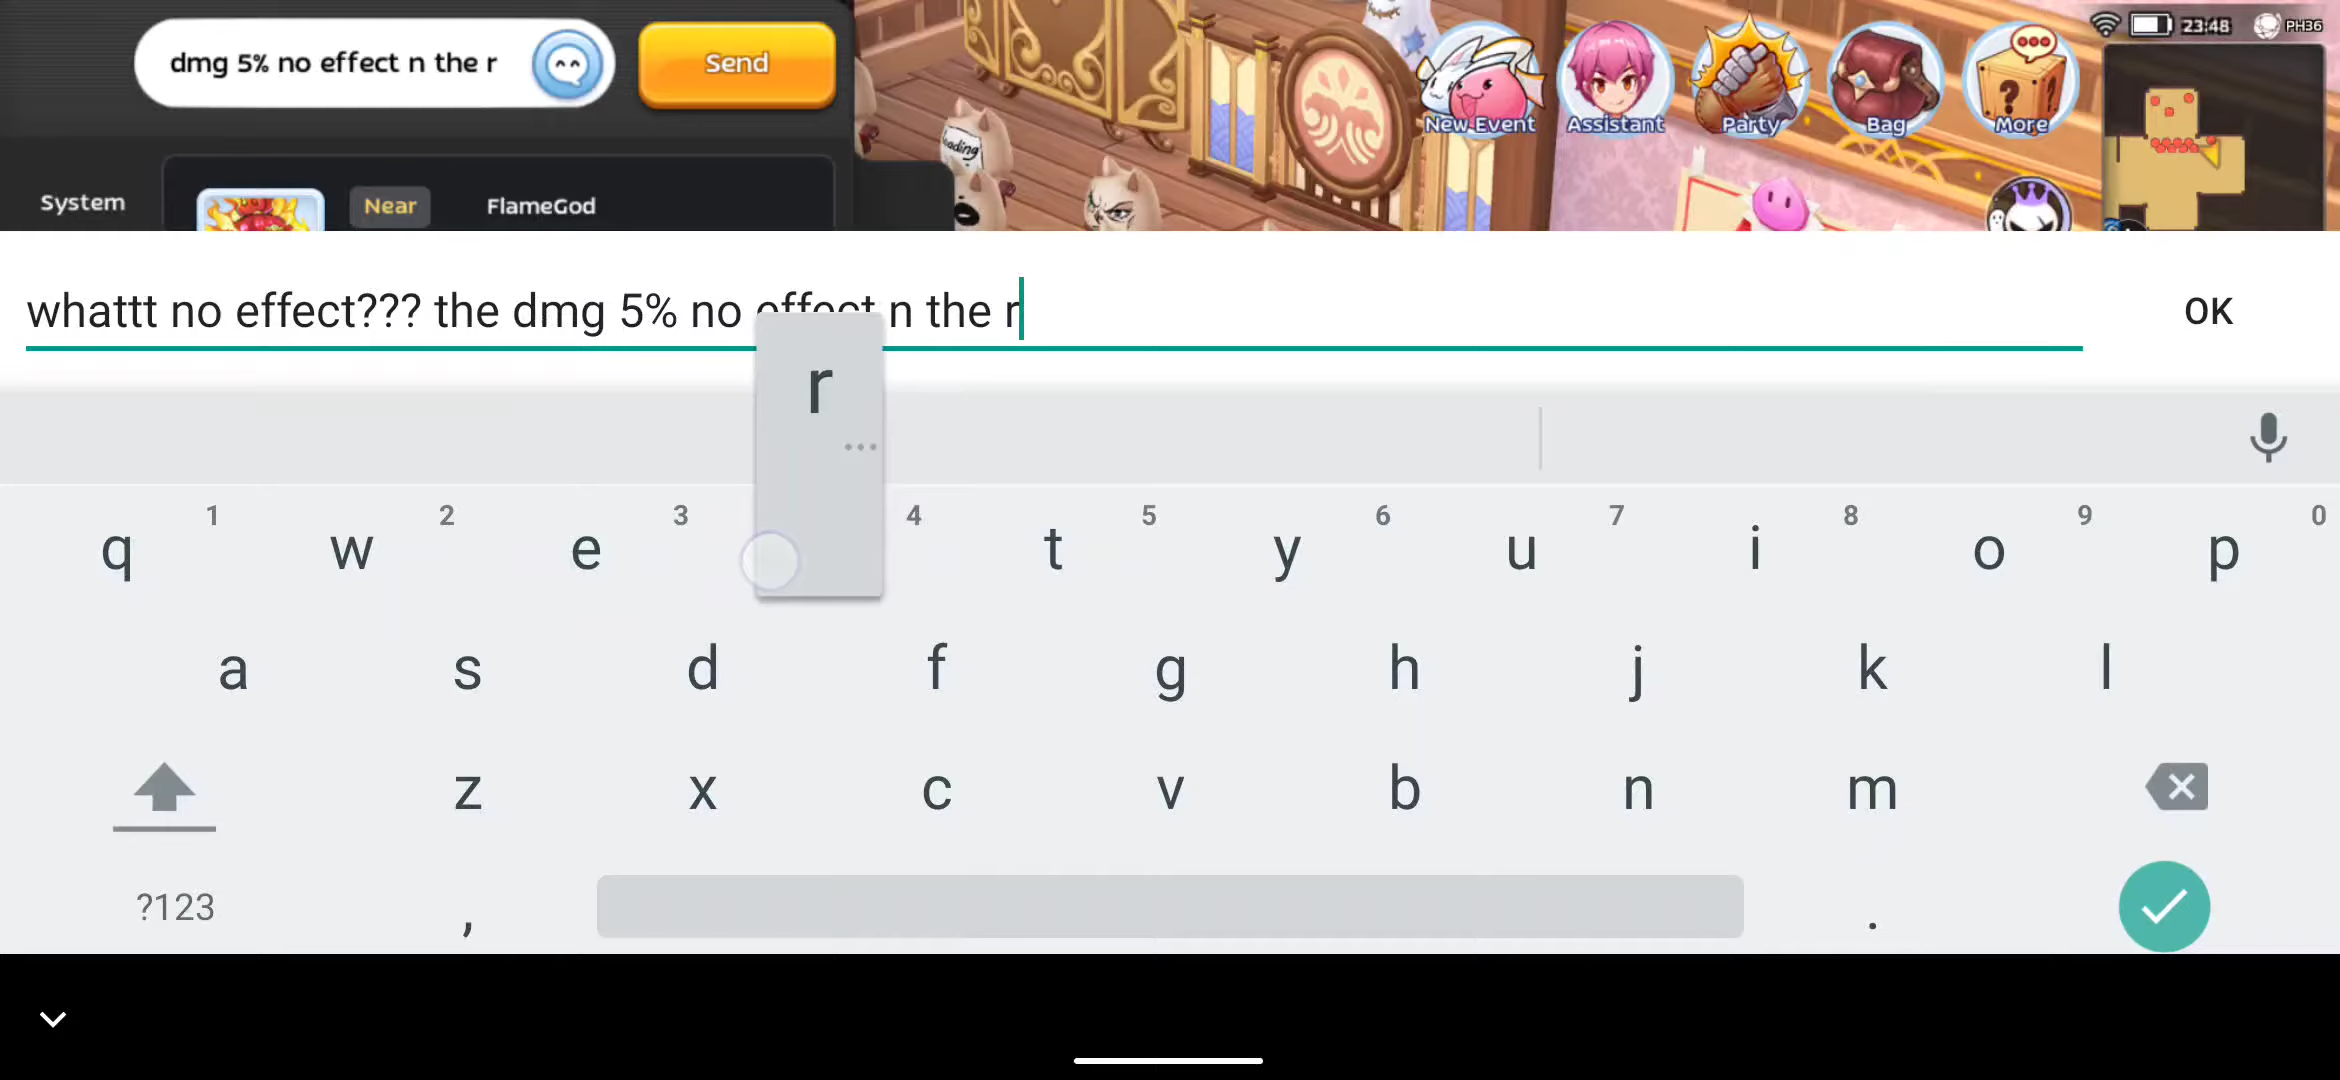 dmg 5% no effect n the r
Send
New Event
Assistant
Party
Bag
More
23:48
PH36
System
Near
FlameGod
whattt no effect??? the dmg 5% no effect n the r
OK
r
1 2 3 4 5 6 7 8 9 0
q w e t y u i o p
a s d f g h j k l
z x c v b n m
?123 , .